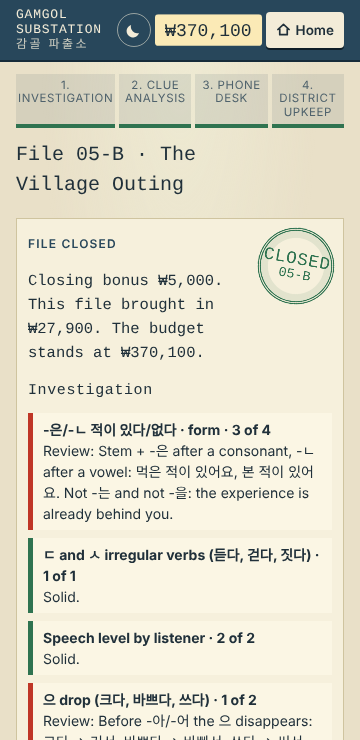 GAMGOL
SUBSTATION
감골 파출소
₩370,100
Home
1.
INVESTIGATION
2. CLUE
ANALYSIS
3. PHONE
DESK
4.
DISTRICT
UPKEEP
File 05-B · The
Village Outing
FILE CLOSED
CLOSED
05-B
Closing bonus ₩5,000.
This file brought in
₩27,900. The budget
stands at ₩370,100.
Investigation
-은/-ㄴ 적이 있다/없다 · form · 3 of 4
Review: Stem + -은 after a consonant, -ㄴ
after a vowel: 먹은 적이 있어요, 본 적이 있어
요. Not -는 and not -을: the experience is
already behind you.
ㄷ and ㅅ irregular verbs (듣다, 걷다, 짓다) ·
1 of 1
Solid.
Speech level by listener · 2 of 2
Solid.
으 drop (크다, 바쁘다, 쓰다) · 1 of 2
Review: Before -아/-어 the 으 disappears: